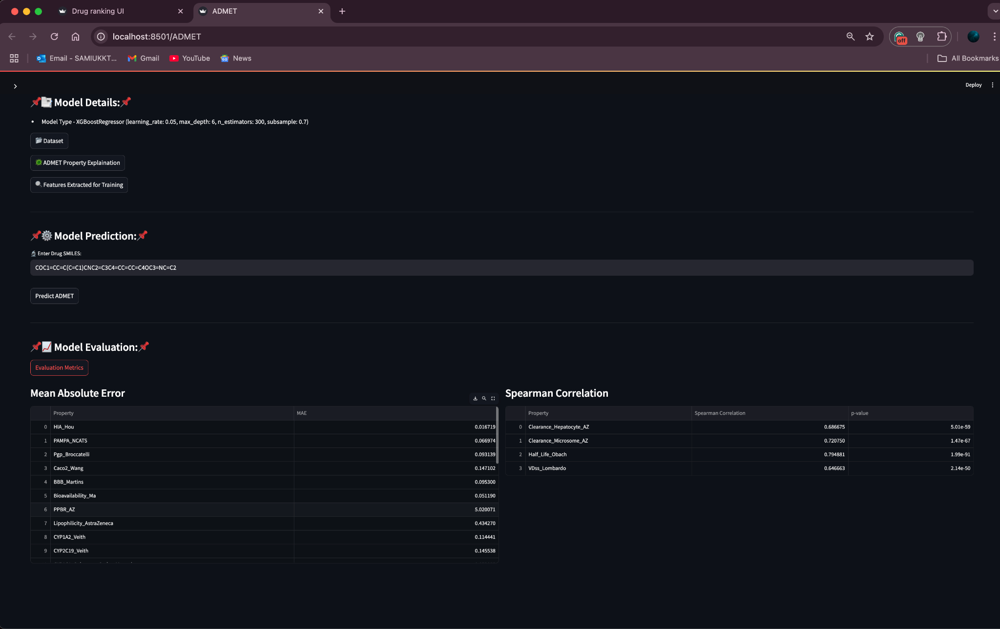 Drug ranking UI
ADMET
localhost:8501/ADMET
off
Email - SAMIUKKT...
Gmail
YouTube
News
All Bookmarks
Deploy
Model Details:
• Model Type - XGBoostRegressor (learning_rate: 0.05, max_depth: 6, n_estimators: 300, subsample: 0.7)
Dataset
ADMET Property Explaination
Features Extracted for Training
Model Prediction:
Enter Drug SMILES:
COC1=CC=C(C=C1)CNC2=C3C4=CC=CC=C4OC3=NC=C2
Predict ADMET
Model Evaluation:
Evaluation Metrics
Mean Absolute Error
Property MAE
0 HIA_Hou 0.016719
1 PAMPA_NCATS 0.066974
2 Pgp_Broccatelli 0.093139
3 Caco2_Wang 0.147102
4 BBB_Martins 0.095300
5 Bioavailability_Ma 0.051190
6 PPBR_AZ 5.020071
7 Lipophilicity_AstraZeneca 0.434270
8 CYP1A2_Veith 0.114441
9 CYP2C19_Veith 0.145538
Spearman Correlation
Property Spearman Correlation p-value
0 Clearance_Hepatocyte_AZ 0.686675 5.01e-59
1 Clearance_Microsome_AZ 0.720750 1.47e-67
2 Half_Life_Obach 0.794881 1.99e-91
3 VDss_Lombardo 0.646663 2.14e-50